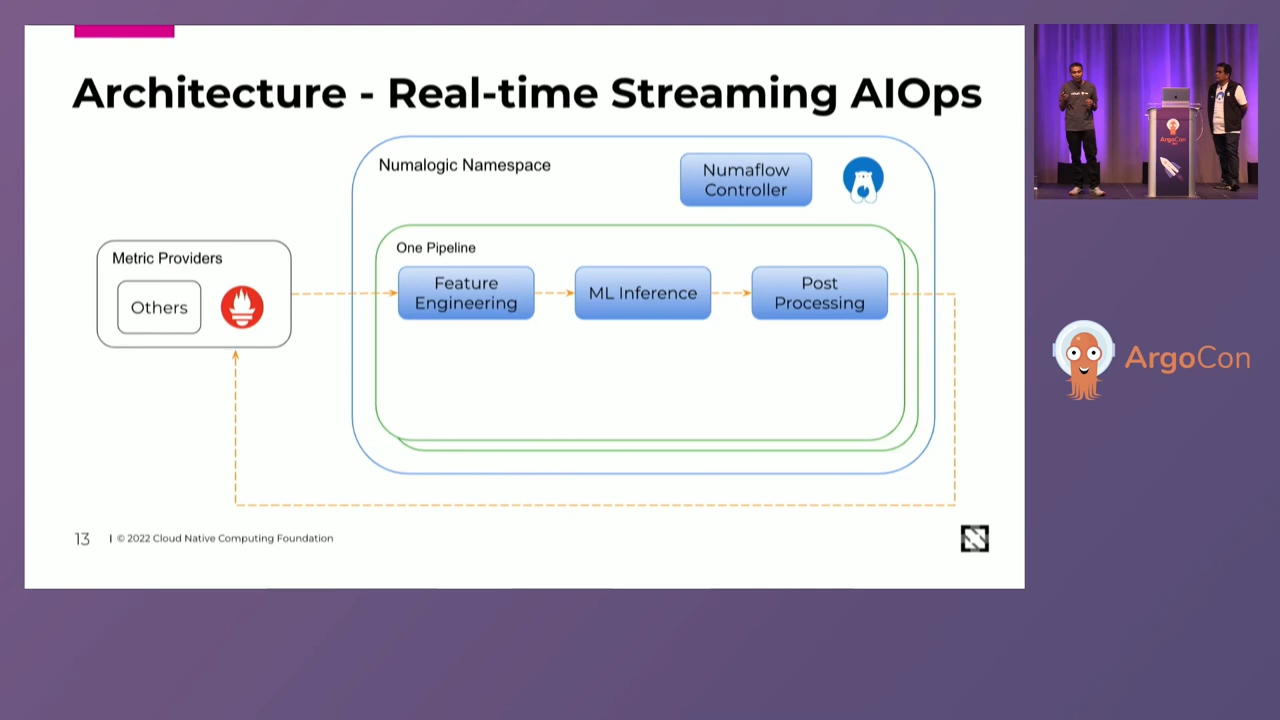 Architecture - Real-time Streaming AIOps
Numalogic Namespace
Numaflow
Controller
One Pipeline
Metric Providers
Others
Feature
Engineering
ML Inference
Post
Processing
13
© 2022 Cloud Native Computing Foundation
ArgoCon
ArgoCon